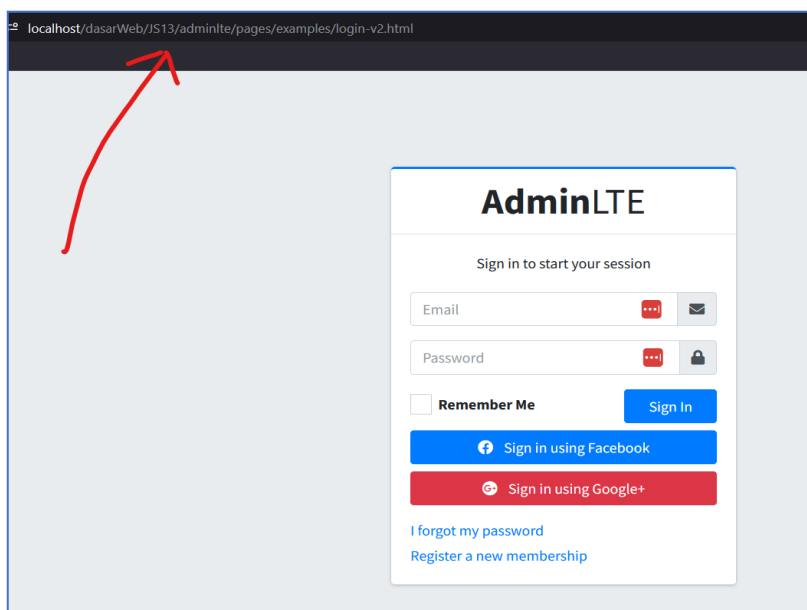 localhost/dasarWeb/JS13/adminlte/pages/examples/login-v2.html
AdminLTE
Sign in to start your session
Email
Password
Remember Me
Sign In
Sign in using Facebook
G+ Sign in using Google+
I forgot my password
Register a new membership